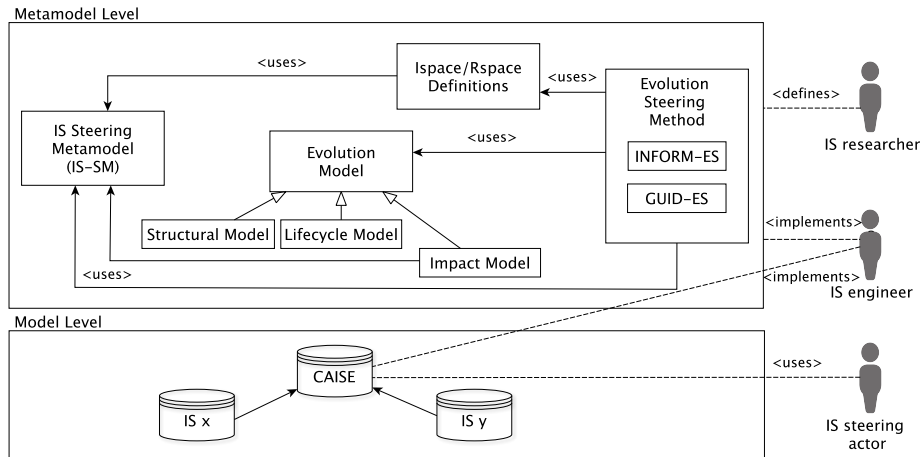 Metamodel Level
<uses>
Ispace/Rspace
Definitions
<uses>
Evolution
Steering
Method
INFORM-ES
GUID-ES
<defines>
IS researcher
IS Steering
Metamodel
(IS-SM)
Evolution
Model
<uses>
Structural Model
Lifecycle Model
Impact Model
<uses>
<implements>
<implements>
IS engineer
Model Level
CAISE
IS x
IS y
<uses>
IS steering
actor